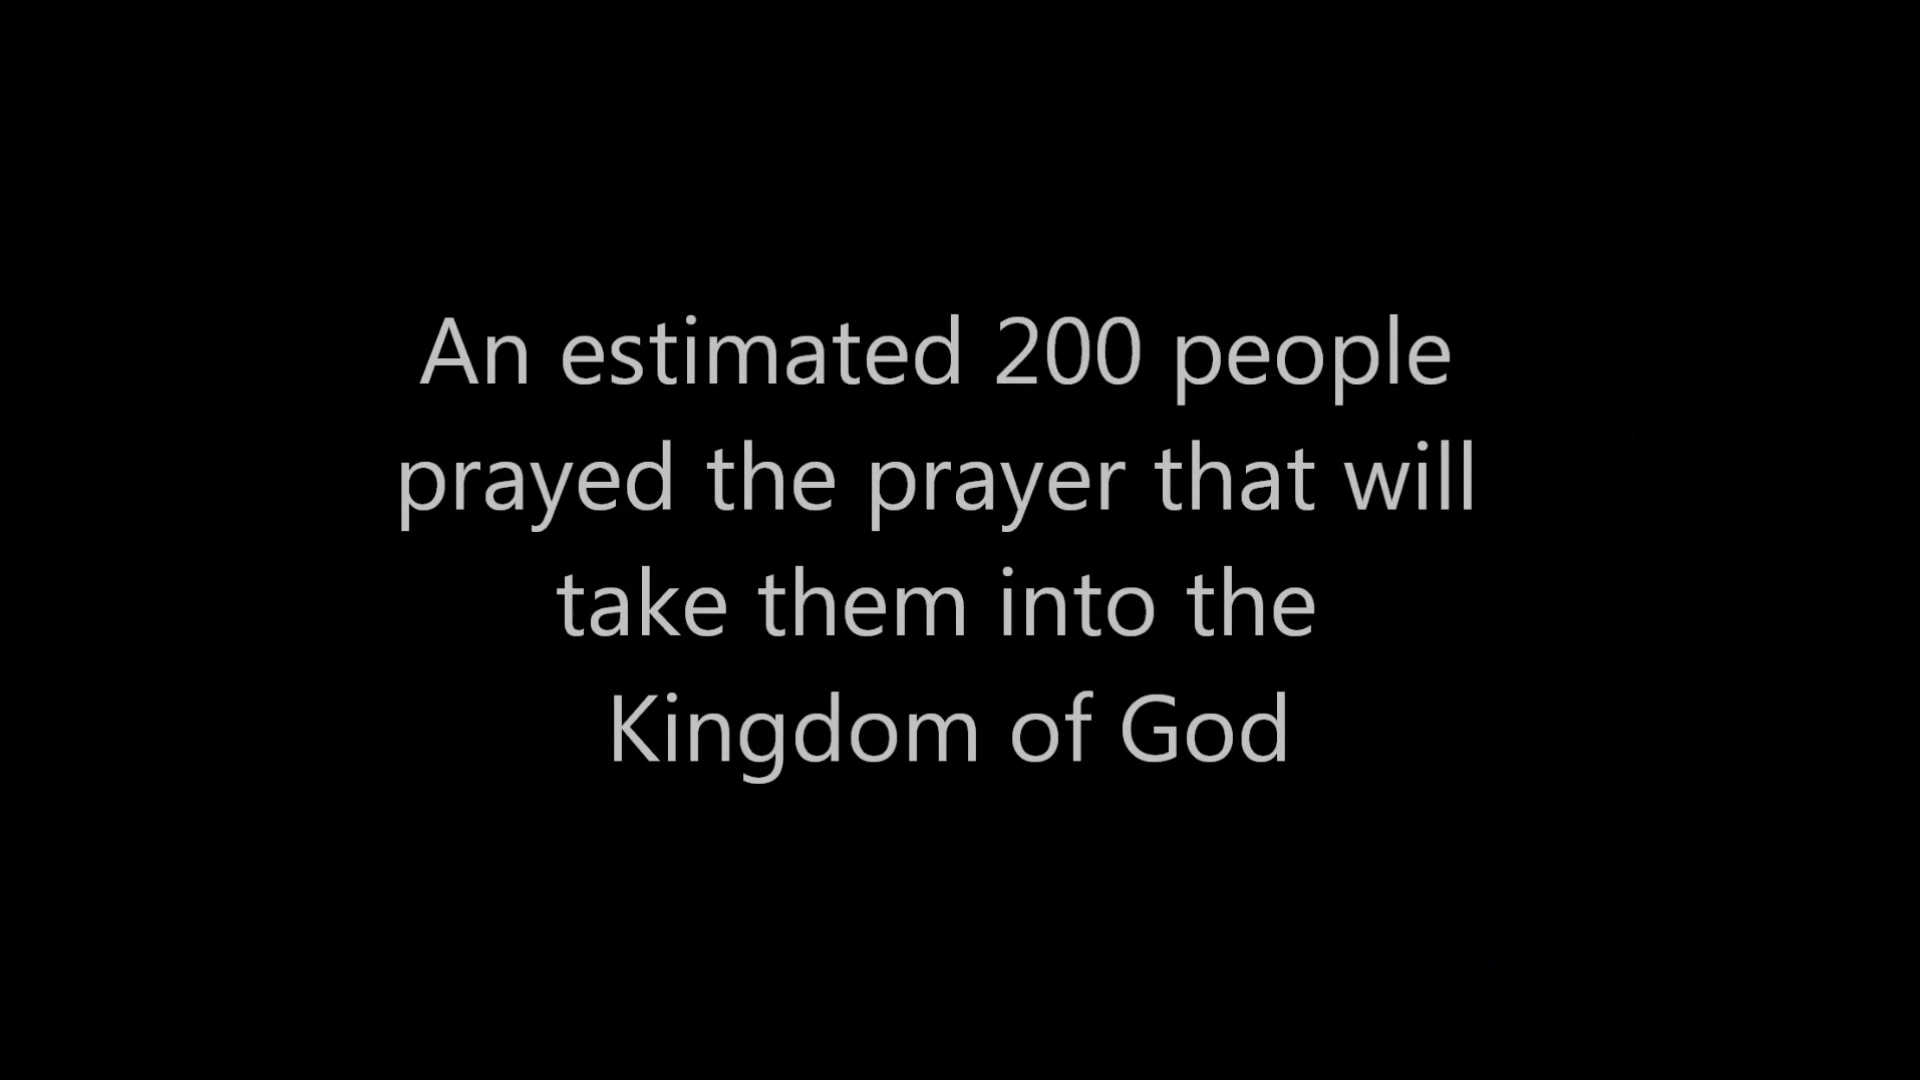 An estimated 200 people
prayed the prayer that will
take them into the
Kingdom of God